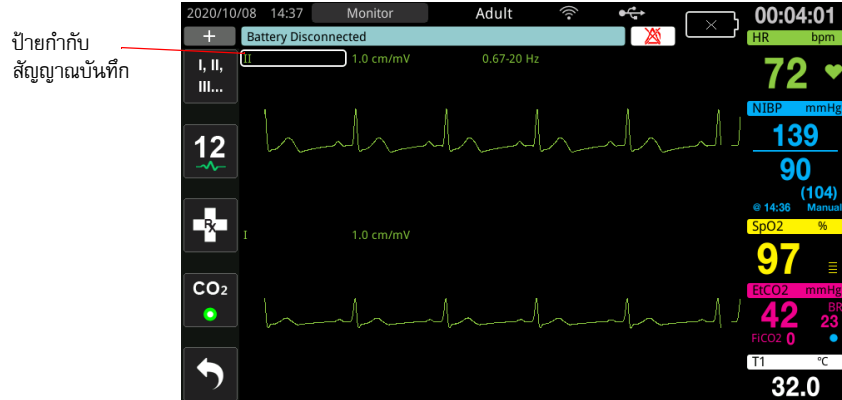 ป้ายกำกับ
สัญญาณบันทึก
2020/10/08 14:37 Monitor Adult 00:04:01
+ Battery Disconnected
HR bpm
72
I, II,
III...
II 1.0 cm/mV 0.67-20 Hz
NIBP mmHg
139
90
(104)
@ 14:36 Manual
12
Rx
I 1.0 cm/mV
SpO2 %
97
CO2
EtCO2 mmHg
42 BR
23
FiCO2 0
T1 °C
32.0